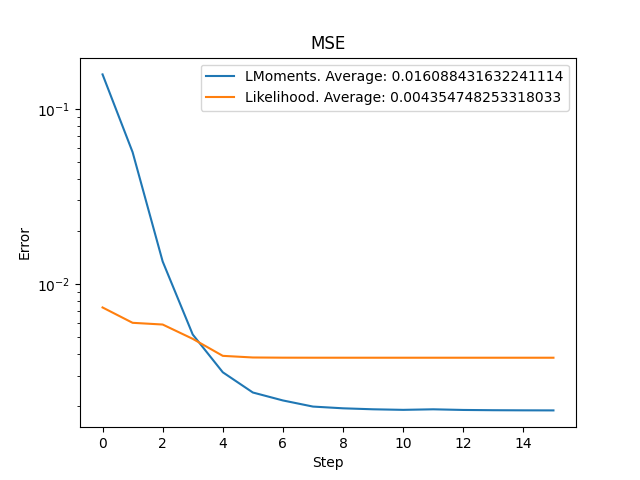 MSE
LMoments. Average: 0.016088431632241114
Likelihood. Average: 0.004354748253318033
10⁻¹
10⁻²
Error
0 2 4 6 8 10 12 14
Step